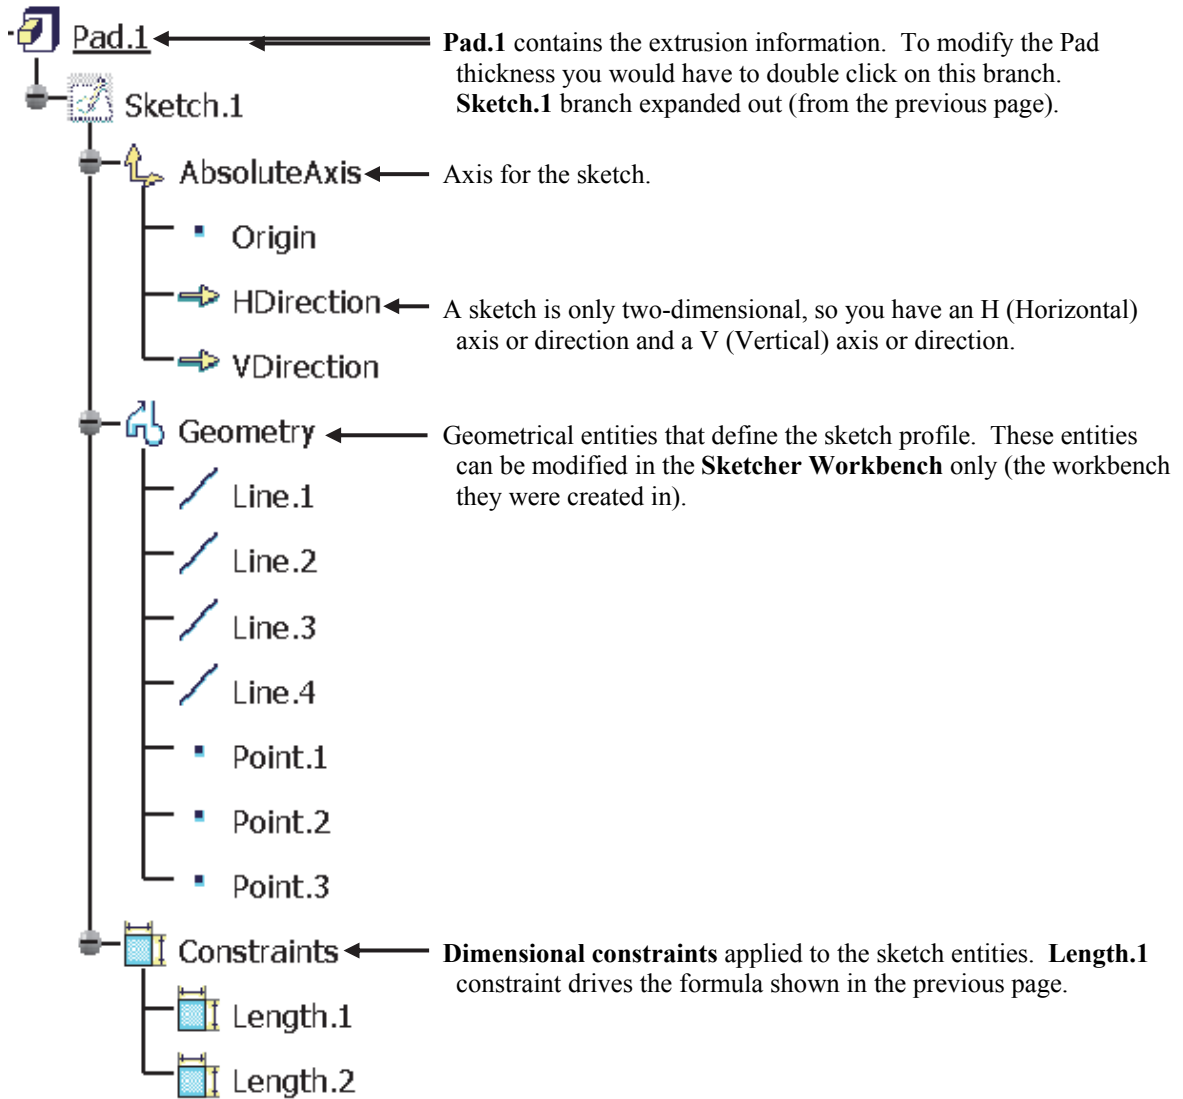 Pad.1
Pad.1 contains the extrusion information. To modify the Pad
thickness you would have to double click on this branch.
Sketch.1 branch expanded out (from the previous page).
Sketch.1
AbsoluteAxis
Axis for the sketch.
Origin
HDirection
A sketch is only two-dimensional, so you have an H (Horizontal)
axis or direction and a V (Vertical) axis or direction.
VDirection
Geometry
Geometrical entities that define the sketch profile. These entities
can be modified in the Sketcher Workbench only (the workbench
they were created in).
Line.1
Line.2
Line.3
Line.4
Point.1
Point.2
Point.3
Constraints
Dimensional constraints applied to the sketch entities. Length.1
constraint drives the formula shown in the previous page.
Length.1
Length.2